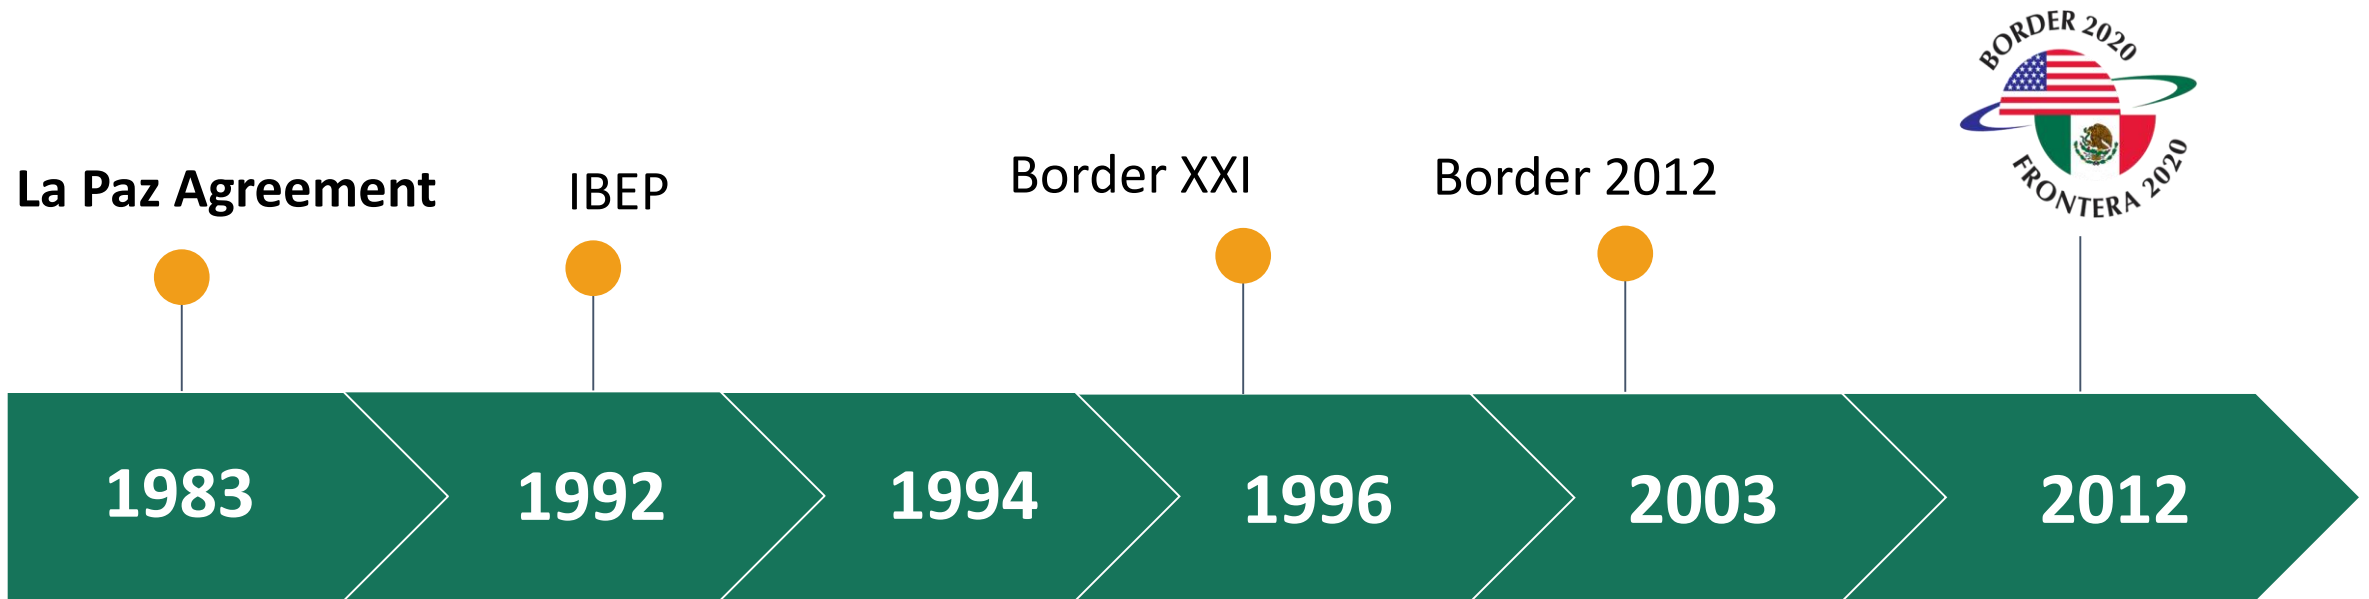 BORDER 2020
FRONTERA 2020
La Paz Agreement
IBEP
Border XXI
Border 2012
1983
1992
1994
1996
2003
2012